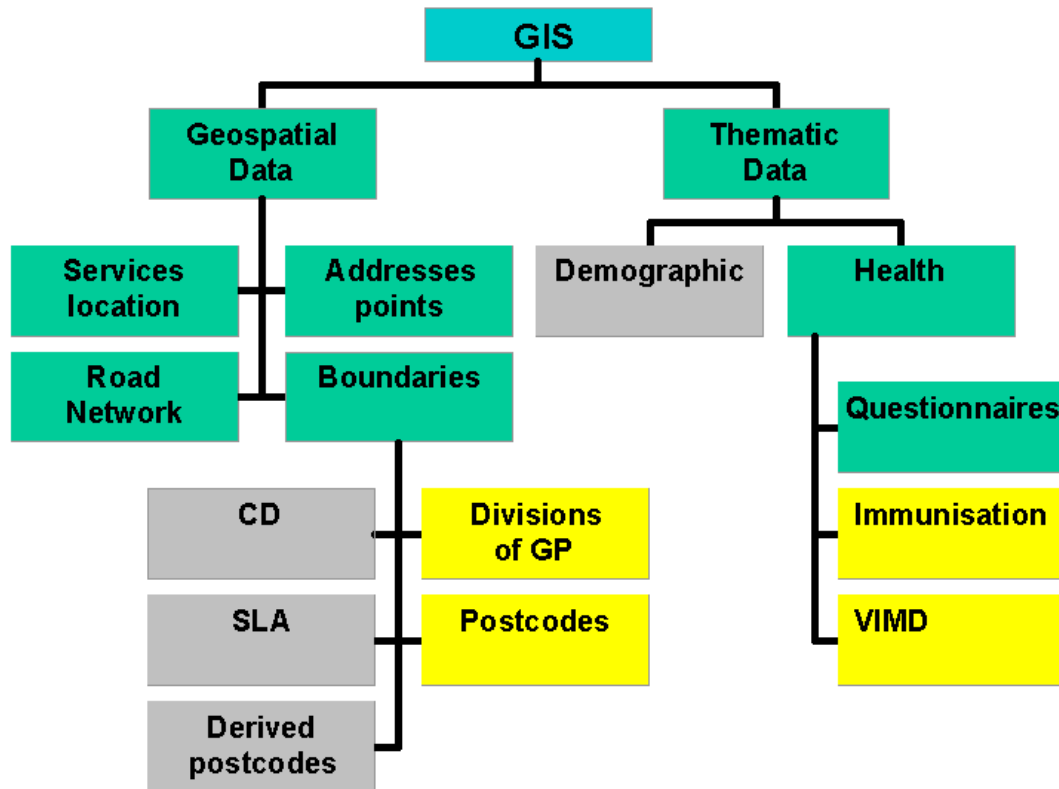 GIS
Geospatial
Data
Thematic
Data
Services
location
Addresses
points
Demographic
Health
Road
Network
Boundaries
Questionnaires
CD
Divisions
of GP
Immunisation
SLA
Postcodes
VIMD
Derived
postcodes